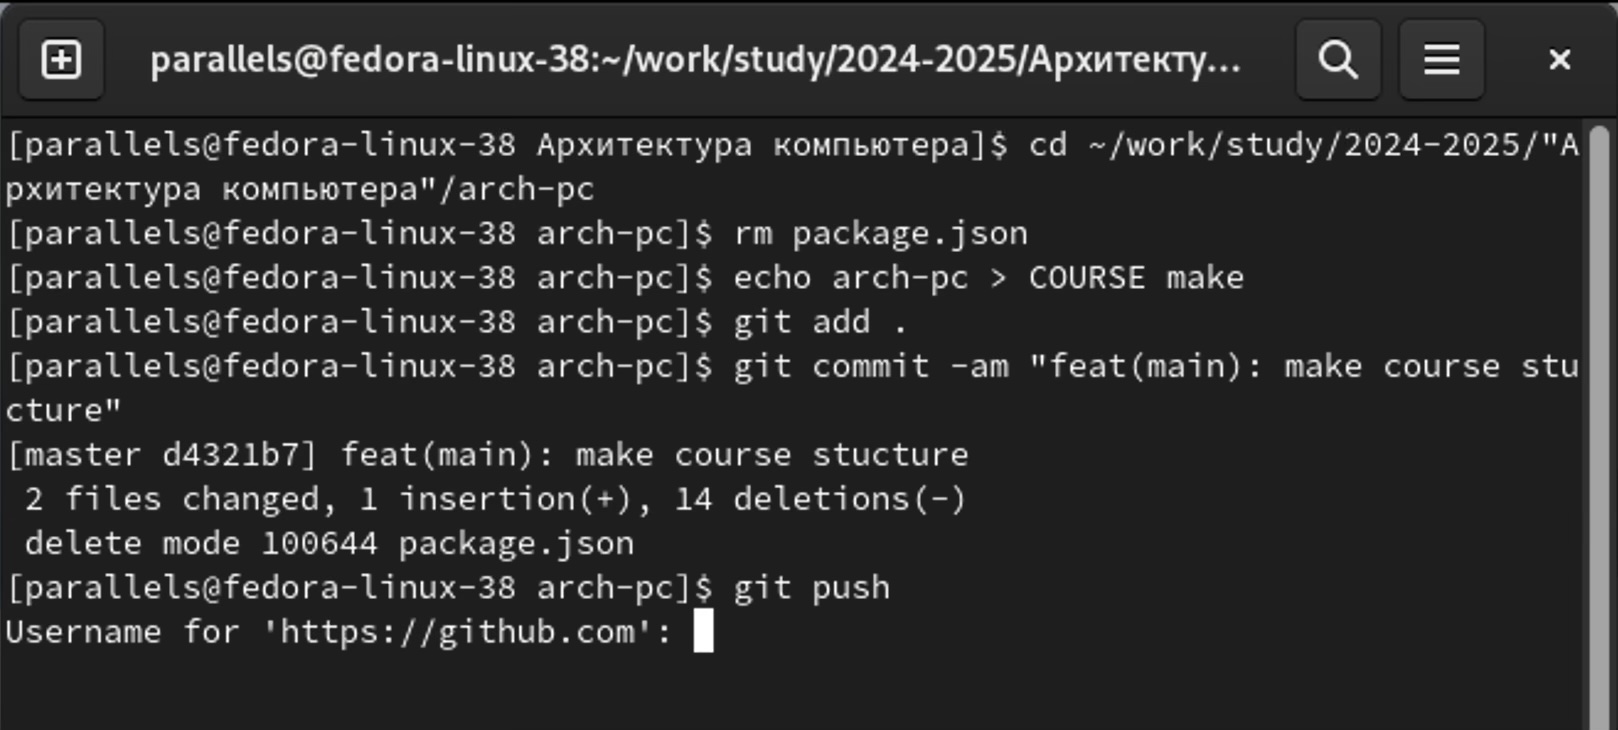 parallels@fedora-linux-38:~/work/study/2024-2025/Архитекту...
[parallels@fedora-linux-38 Архитектура компьютера]$ cd ~/work/study/2024-2025/"А
рхитектура компьютера"/arch-pc
[parallels@fedora-linux-38 arch-pc]$ rm package.json
[parallels@fedora-linux-38 arch-pc]$ echo arch-pc > COURSE make
[parallels@fedora-linux-38 arch-pc]$ git add .
[parallels@fedora-linux-38 arch-pc]$ git commit -am "feat(main): make course stu
cture"
[master d4321b7] feat(main): make course stucture
 2 files changed, 1 insertion(+), 14 deletions(-)
 delete mode 100644 package.json
[parallels@fedora-linux-38 arch-pc]$ git push
Username for 'https://github.com':